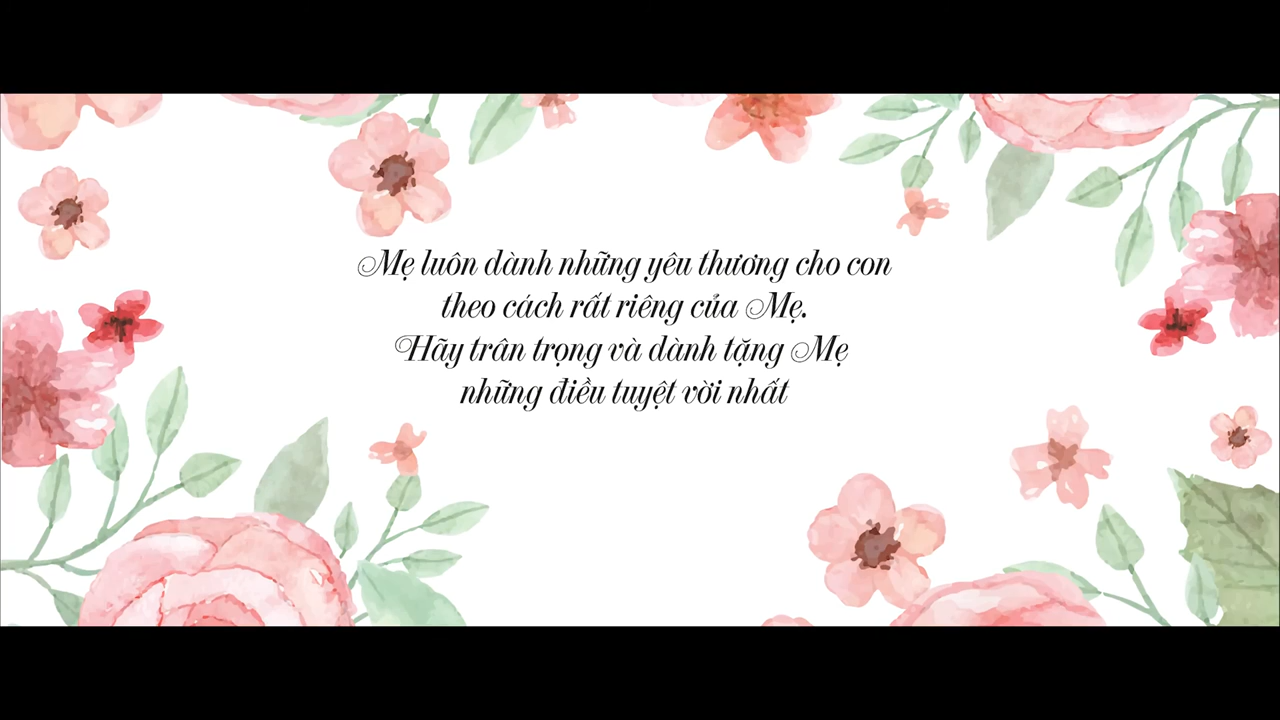 Mẹ luôn dành những yêu thương cho con
theo cách rất riêng của Mẹ.
Hãy trân trọng và dành tặng Mẹ
những điều tuyệt vời nhất